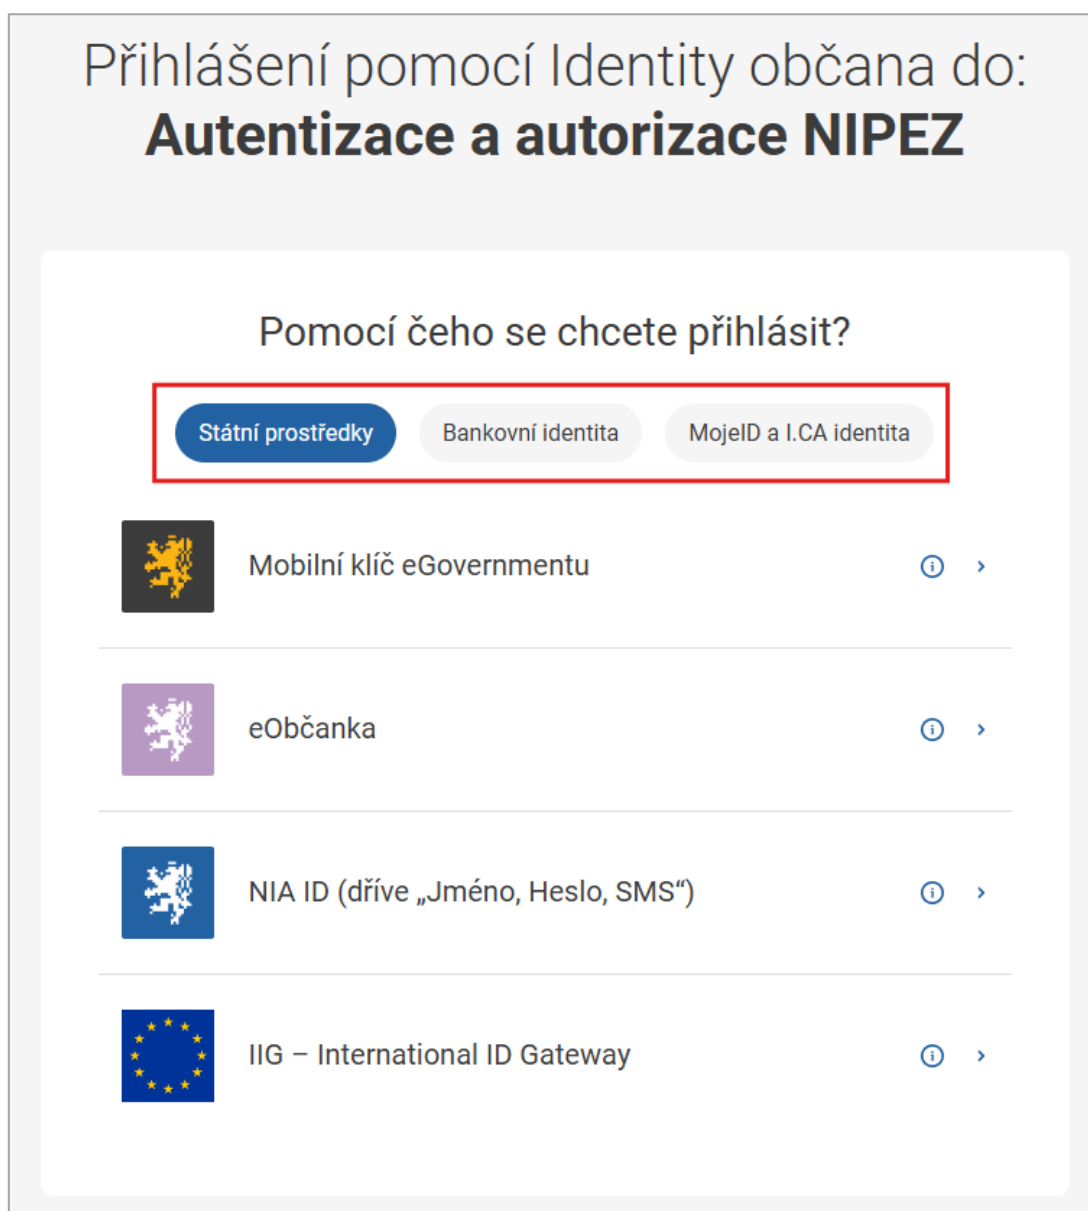 Přihlášení pomocí Identity občana do:
Autentizace a autorizace NIPEZ
Pomocí čeho se chcete přihlásit?
Státní prostředky
Bankovní identita
MojeID a I.CA identita
Mobilní klíč eGovernmentu
eObčanka
NIA ID (dříve „Jméno, Heslo, SMS“)
IIG – International ID Gateway